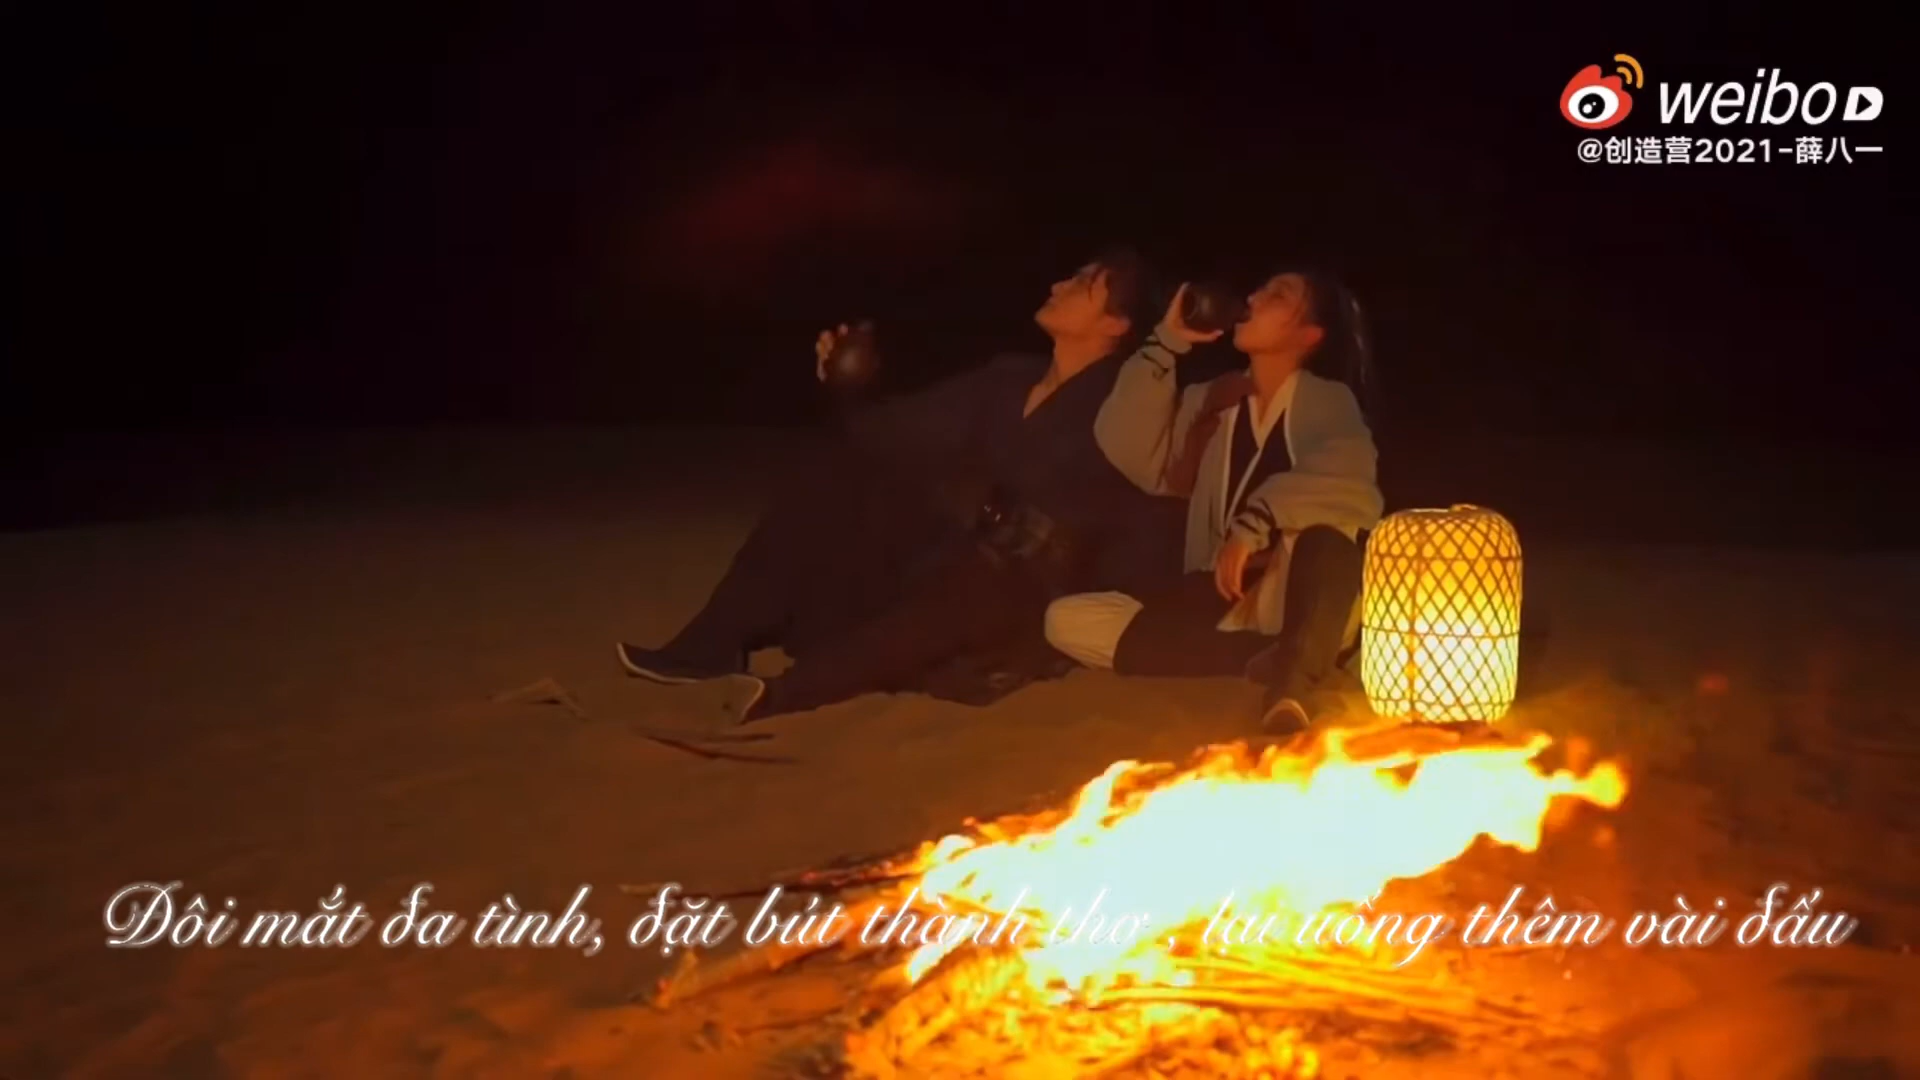 weibo
@创造营2021-薛八一
Đôi mắt đa tình, đặt bút thành thơ, lại uống thêm vài đấu